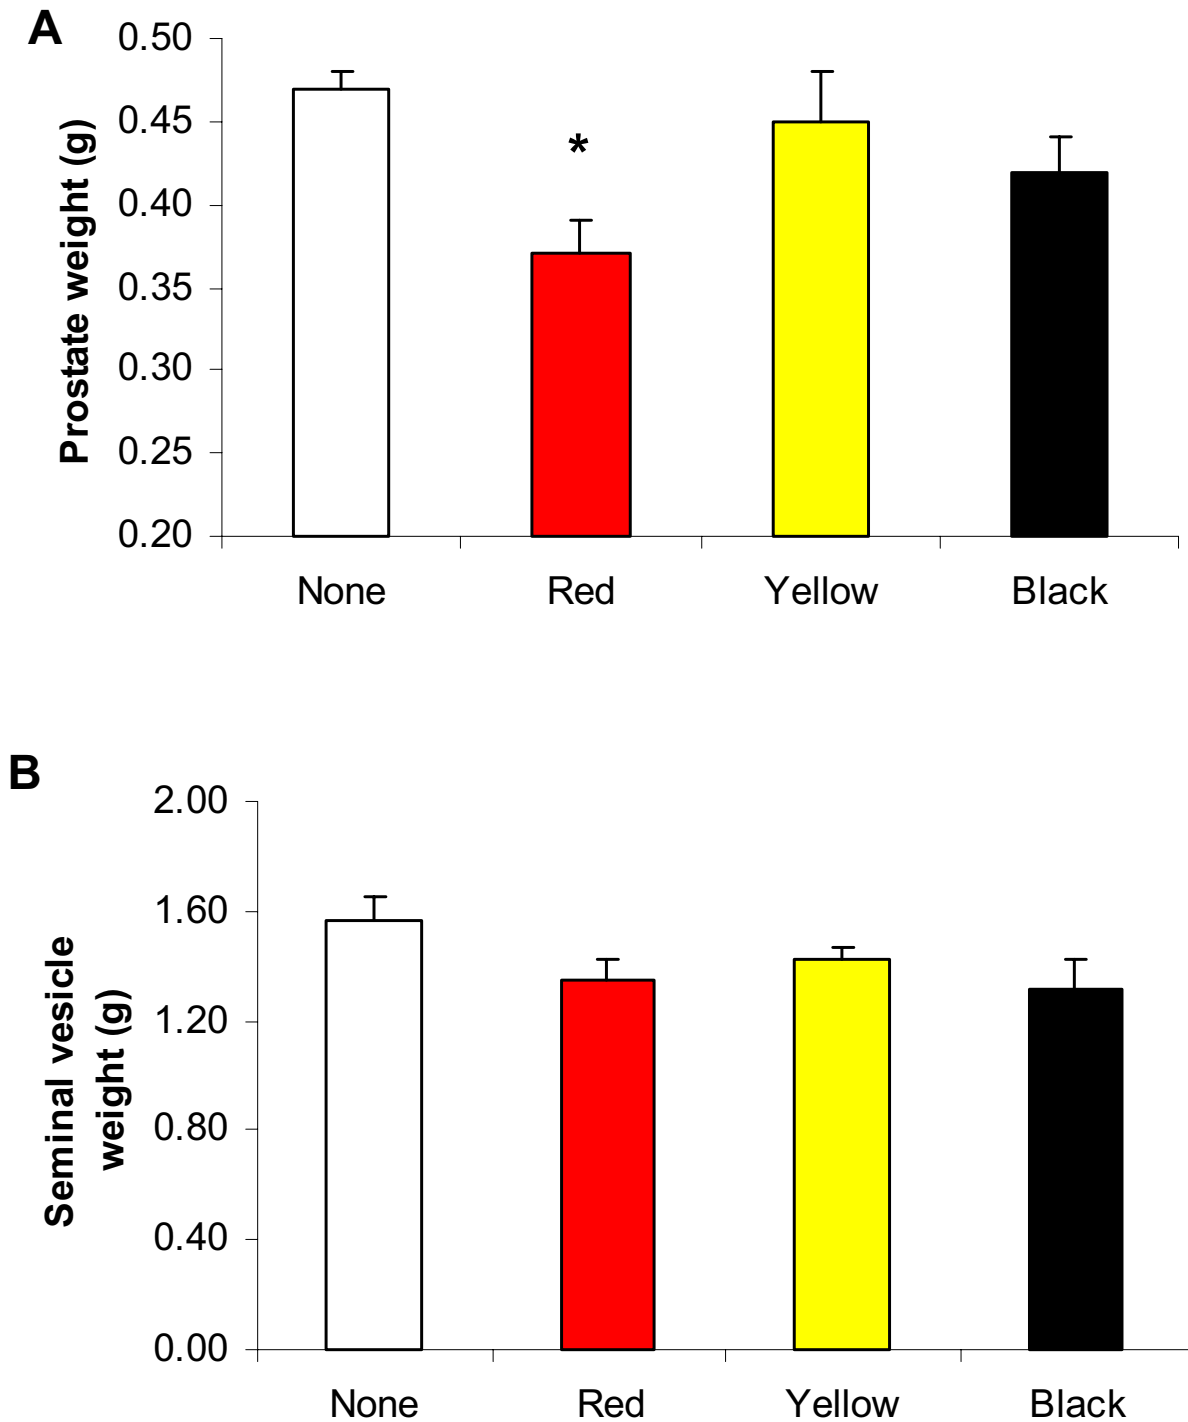 A
0.50
0.45
0.40
0.35
0.30
0.25
0.20
Prostate weight (g)
*
None Red Yellow Black
B
2.00
1.60
1.20
0.80
0.40
0.00
Seminal vesicle
weight (g)
None Red Yellow Black